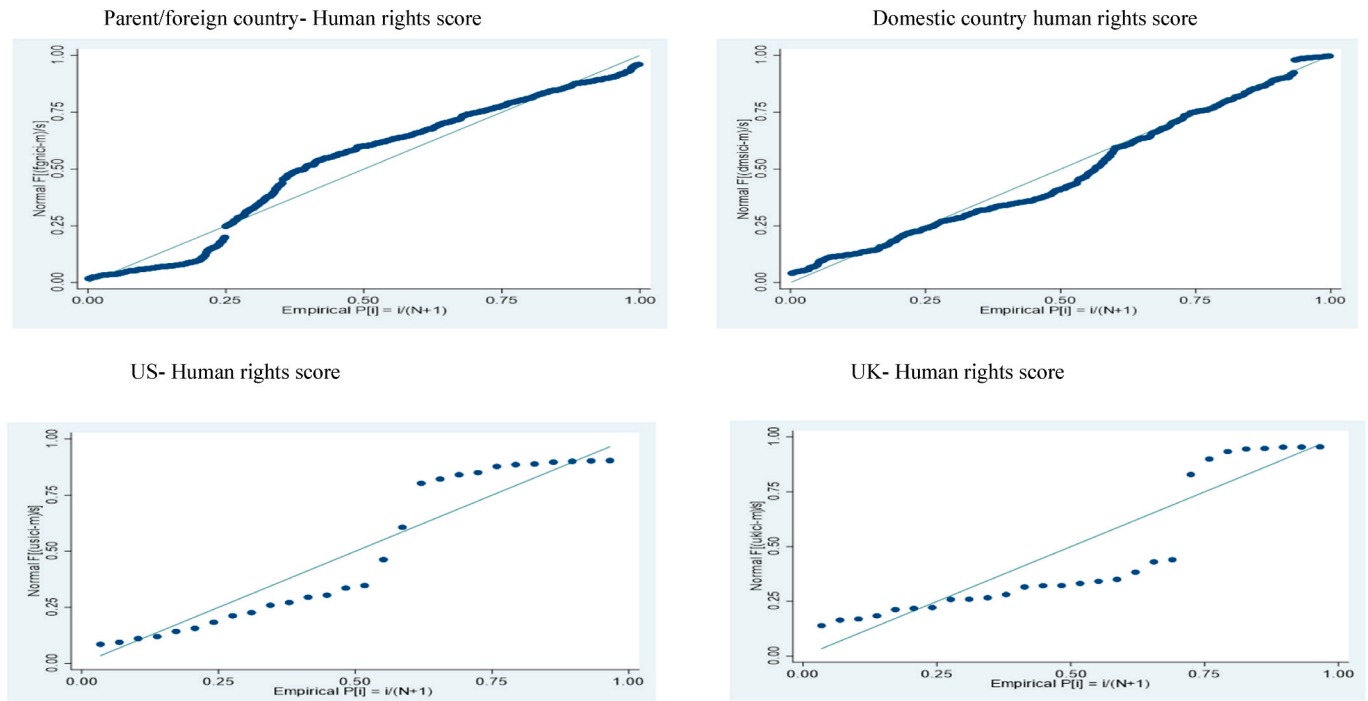 Parent/foreign country- Human rights score
Normal F[(fgnici-m)/s]
1.00
0.75
0.50
0.25
0.00
0.00 0.25 0.50 0.75 1.00
Empirical P[i] = i/(N+1)
Domestic country human rights score
Normal F[(dmsici-m)/s]
1.00
0.75
0.50
0.25
0.00
0.00 0.25 0.50 0.75 1.00
Empirical P[i] = i/(N+1)
US- Human rights score
Normal F[(usici-m)/s]
1.00
0.75
0.50
0.25
0.00
0.00 0.25 0.50 0.75 1.00
Empirical P[i] = i/(N+1)
UK- Human rights score
Normal F[(ukici-m)/s]
1.00
0.75
0.50
0.25
0.00
0.00 0.25 0.50 0.75 1.00
Empirical P[i] = i/(N+1)